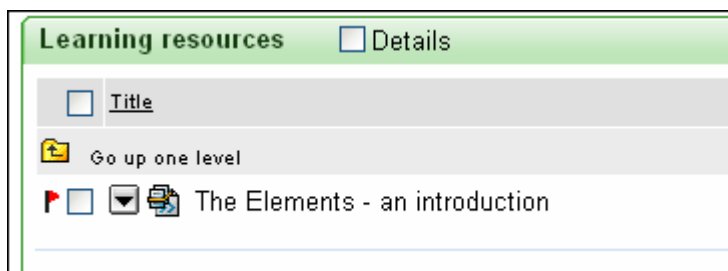 Learning resources Details
Title
Go up one level
The Elements - an introduction